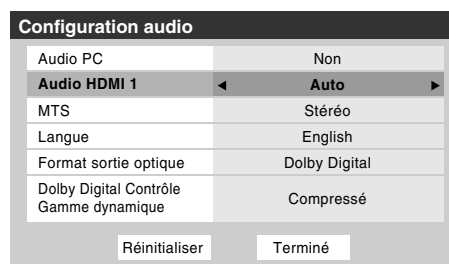 Configuration audio
Audio PC Non
Audio HDMI 1 ◀ Auto ▶
MTS Stéréo
Langue English
Format sortie optique Dolby Digital
Dolby Digital Contrôle
Gamme dynamique Compressé
Réinitialiser Terminé